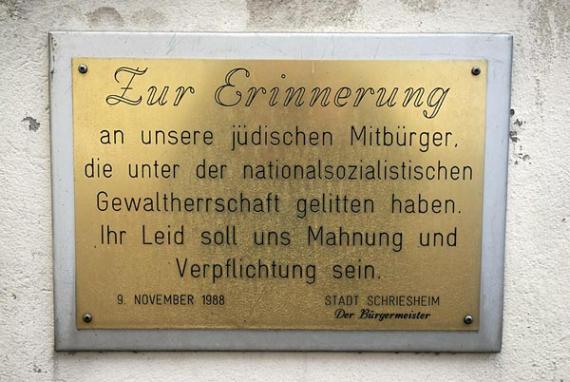 Zur Erinnerung
an unsere jüdischen Mitbürger,
die unter der nationalsozialistischen
Gewaltherrschaft gelitten haben.
Ihr Leid soll uns Mahnung und
Verpflichtung sein.
9. NOVEMBER 1988
STADT SCHRIESHEIM
Der Bürgermeister